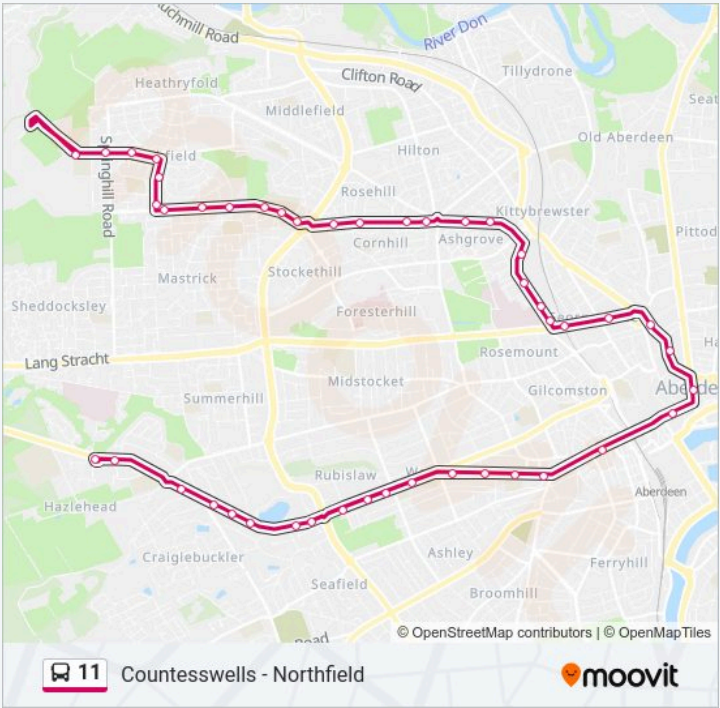 River Don
Clifton Road
Tillydrone
Heathryfold
Middlefield
Old Aberdeen
Hilton
Springhill Road
Rosehill
Kittybrewster
Cornhill
Ashgrove
Mastrick
Stockethill
Sheddocksley
Foresterhill
Rosemount
Lang Stracht
Midstocket
Gilcomston
Summerhill
Rubislaw
Aberdeen
Hazlehead
Craigiebuckler
Ashley
Ferryhill
Seafield
Broomhill
Road
© OpenStreetMap contributors | © OpenMapTiles
11 Countesswells - Northfield
moovit